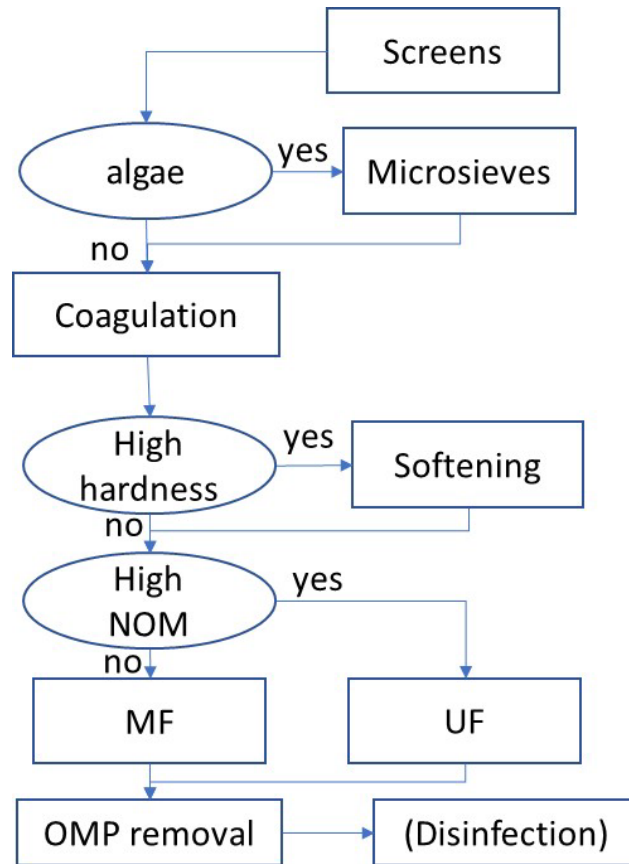 Screens
algae
yes
Microsieves
no
Coagulation
High
hardness
yes
Softening
no
High
NOM
yes
no
MF
UF
OMP removal
(Disinfection)